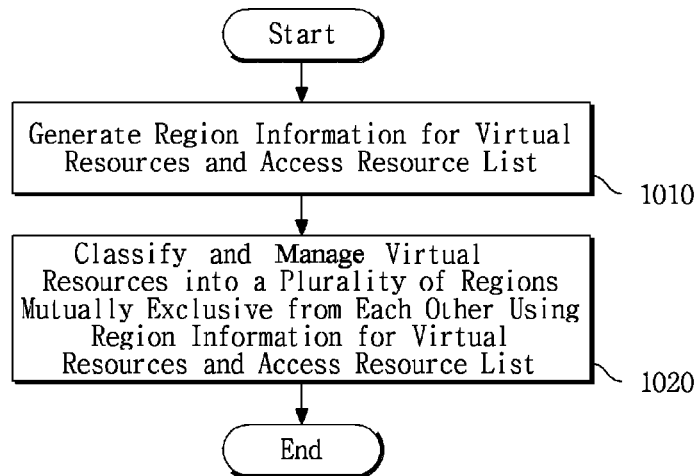 Start
Generate Region Information for Virtual
Resources and Access Resource List
1010
Classify and Manage Virtual
Resources into a Plurality of Regions
Mutually Exclusive from Each Other Using
Region Information for Virtual
Resources and Access Resource List
1020
End